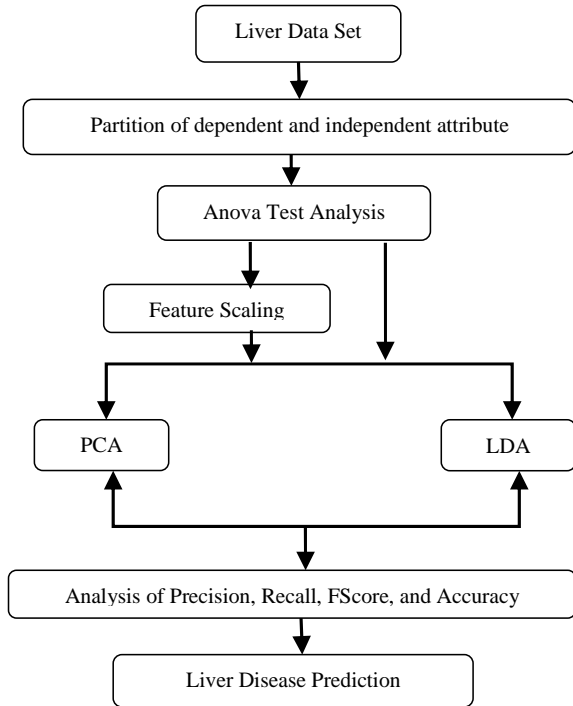 Liver Data Set
Partition of dependent and independent attribute
Anova Test Analysis
Feature Scaling
PCA
LDA
Analysis of Precision, Recall, FScore, and Accuracy
Liver Disease Prediction